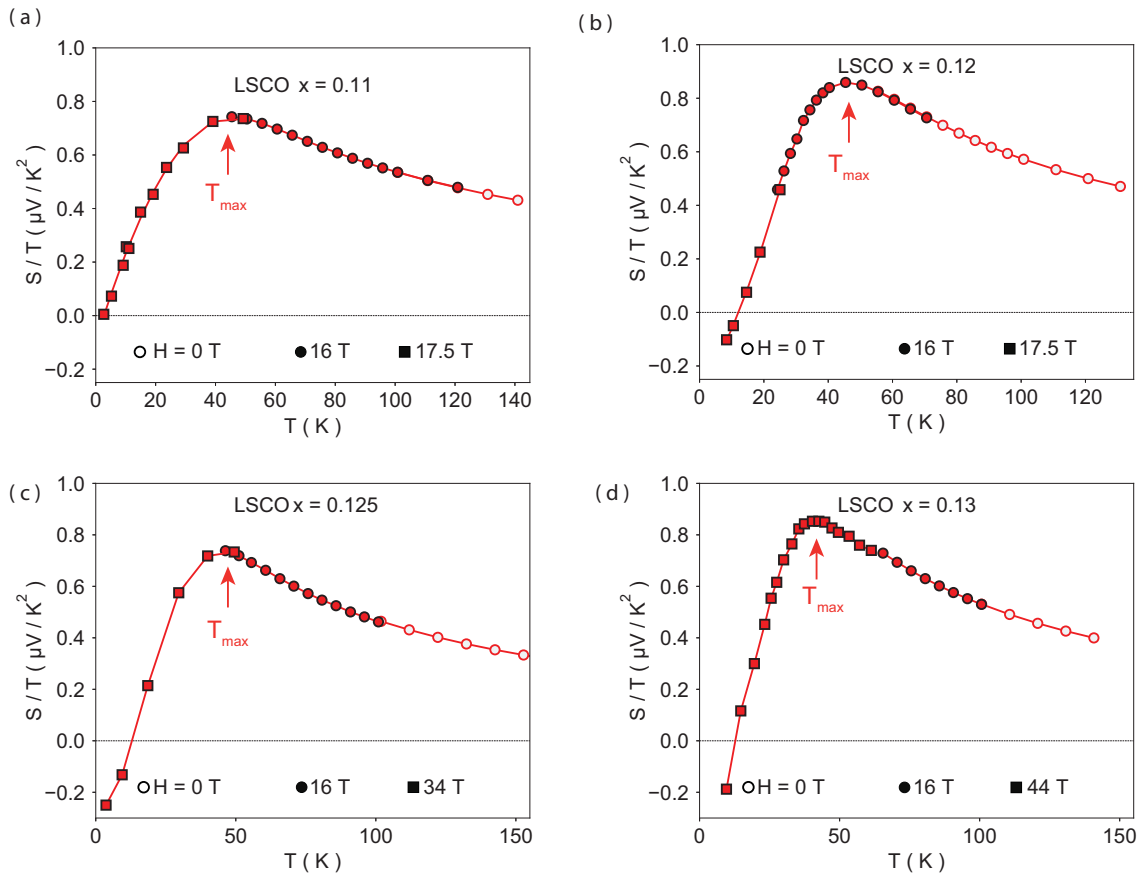 (a)
LSCO x = 0.11
S / T ( µV / K²)
1.0
0.8
0.6
0.4
0.2
0.0
−0.2
Tmax
H = 0 T
16 T
17.5 T
0 20 40 60 80 100 120 140
T ( K )
(b)
LSCO x = 0.12
S / T ( µV / K²)
1.0
0.8
0.6
0.4
0.2
0.0
−0.2
Tmax
H = 0 T
16 T
17.5 T
0 20 40 60 80 100 120
T ( K )
(c)
LSCO x = 0.125
S / T ( µV / K²)
1.0
0.8
0.6
0.4
0.2
0.0
−0.2
Tmax
H = 0 T
16 T
34 T
0 50 100 150
T ( K )
(d)
LSCO x = 0.13
S / T ( µV / K²)
1.0
0.8
0.6
0.4
0.2
0.0
−0.2
Tmax
H = 0 T
16 T
44 T
0 50 100 150
T ( K )